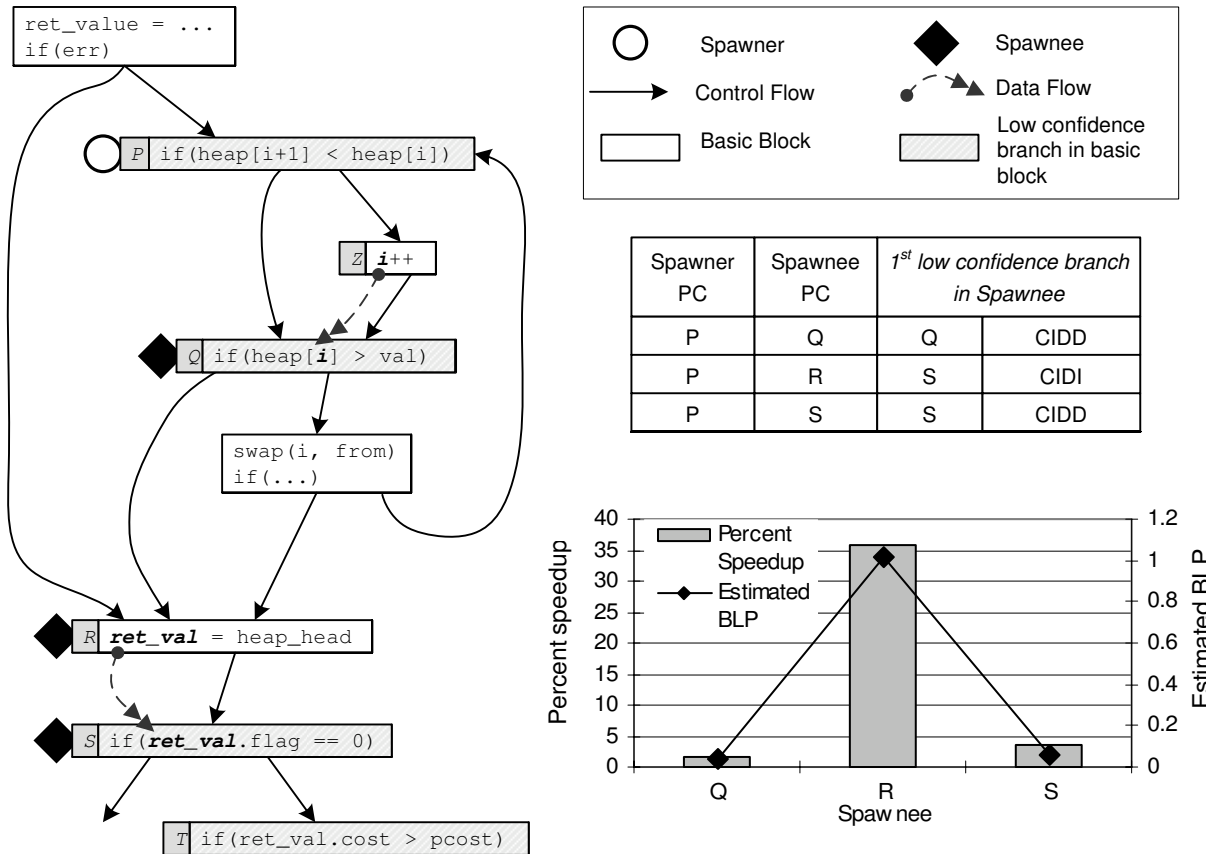 ret_value = ...
if(err)
P if(heap[i+1] < heap[i])
Z i++
Q if(heap[i] > val)
swap(i, from)
if(...)
R ret_val = heap_head
S if(ret_val.flag == 0)
T if(ret_val.cost > pcost)
Spawner
Spawnee
Control Flow
Data Flow
Basic Block
Low confidence
branch in basic
block
Spawner Spawnee 1st low confidence branch
PC PC in Spawnee
P Q Q CIDD
P R S CIDI
P S S CIDD
Percent speedup
40
35
30
25
20
15
10
5
0
Percent
Speedup
Estimated
BLP
1.2
1
0.8
0.6
0.4
0.2
0
Estimated BLP
Q R S
Spawnee